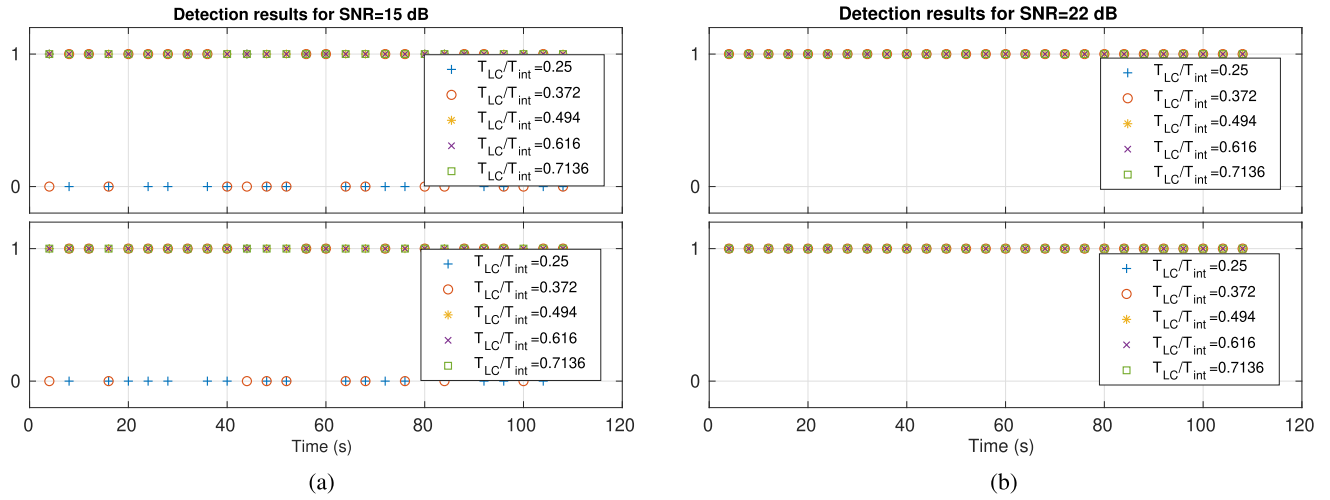 Detection results for SNR=15 dB
1
0
T_LC/T_int=0.25
T_LC/T_int=0.372
T_LC/T_int=0.494
T_LC/T_int=0.616
T_LC/T_int=0.7136
1
0
T_LC/T_int=0.25
T_LC/T_int=0.372
T_LC/T_int=0.494
T_LC/T_int=0.616
T_LC/T_int=0.7136
0 20 40 60 80 100 120
Time (s)
(a)
Detection results for SNR=22 dB
1
0
T_LC/T_int=0.25
T_LC/T_int=0.372
T_LC/T_int=0.494
T_LC/T_int=0.616
T_LC/T_int=0.7136
1
0
T_LC/T_int=0.25
T_LC/T_int=0.372
T_LC/T_int=0.494
T_LC/T_int=0.616
T_LC/T_int=0.7136
0 20 40 60 80 100 120
Time (s)
(b)